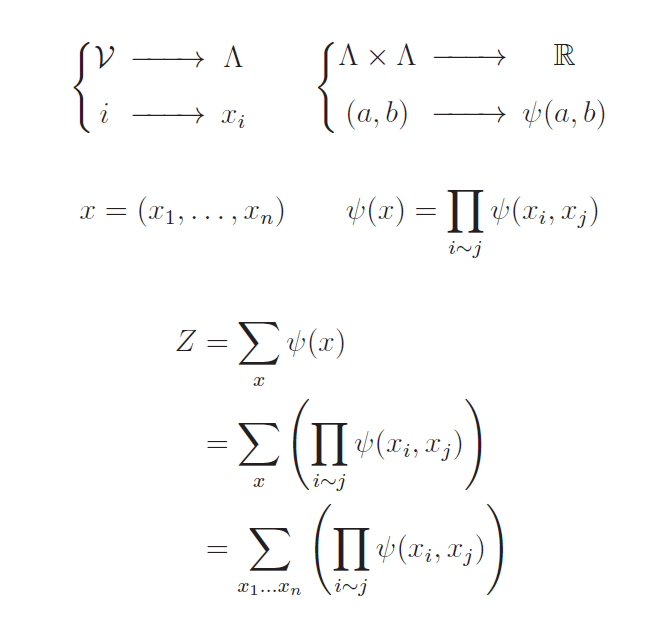 { 𝒱 ⟶ Λ { Λ × Λ ⟶ ℝ
i ⟶ x_i (a, b) ⟶ ψ(a, b)
x = (x_1, . . . , x_n) ψ(x) = ∏_{i∼j} ψ(x_i, x_j)
Z = ∑_x ψ(x)
= ∑_x (∏_{i∼j} ψ(x_i, x_j))
= ∑_{x_1...x_n} (∏_{i∼j} ψ(x_i, x_j))